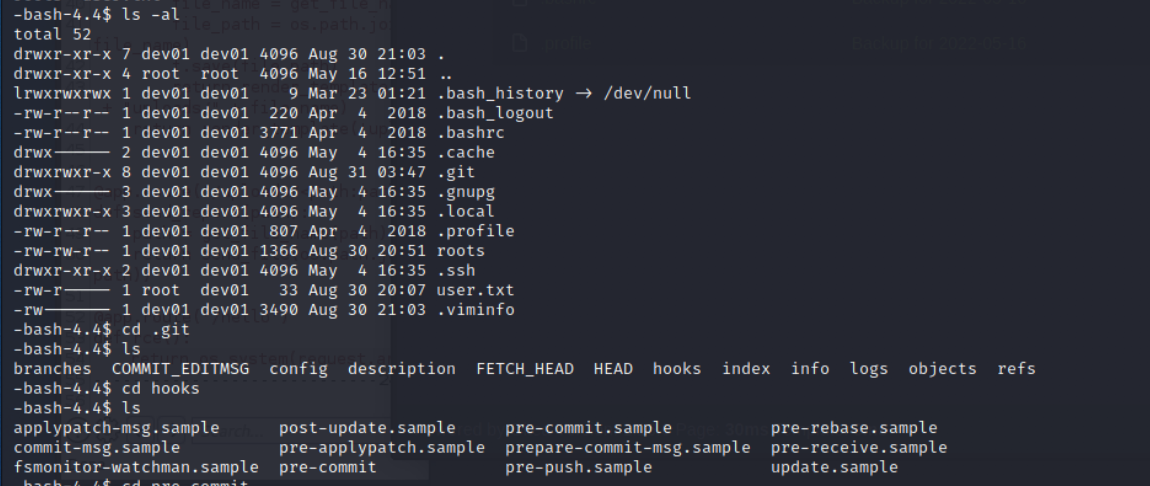 -bash-4.4$ ls -al
total 52
drwxr-xr-x 7 dev01 dev01 4096 Aug 30 21:03 .
drwxr-xr-x 4 root  root  4096 May 16 12:51 ..
lrwxrwxrwx 1 dev01 dev01    9 Mar 23 01:21 .bash_history → /dev/null
-rw-r--r-- 1 dev01 dev01  220 Apr  4  2018 .bash_logout
-rw-r--r-- 1 dev01 dev01 3771 Apr  4  2018 .bashrc
drwx------ 2 dev01 dev01 4096 May  4 16:35 .cache
drwxrwxr-x 8 dev01 dev01 4096 Aug 31 03:47 .git
drwx------ 3 dev01 dev01 4096 May  4 16:35 .gnupg
drwxrwxr-x 3 dev01 dev01 4096 May  4 16:35 .local
-rw-r--r-- 1 dev01 dev01  807 Apr  4  2018 .profile
-rw-rw-r-- 1 dev01 dev01 1366 Aug 30 20:51 roots
drwxr-xr-x 2 dev01 dev01 4096 May  4 16:35 .ssh
-rw-r----- 1 root  dev01   33 Aug 30 20:07 user.txt
-rw------- 1 dev01 dev01 3490 Aug 30 21:03 .viminfo
-bash-4.4$ cd .git
-bash-4.4$ ls
branches  COMMIT_EDITMSG  config  description  FETCH_HEAD  HEAD  hooks  index  info  logs  objects  refs
-bash-4.4$ cd hooks
-bash-4.4$ ls
applypatch-msg.sample      post-update.sample     pre-commit.sample          pre-rebase.sample
commit-msg.sample          pre-applypatch.sample  prepare-commit-msg.sample  pre-receive.sample
fsmonitor-watchman.sample  pre-commit             pre-push.sample            update.sample
-bash-4.4$ cd pre-commit